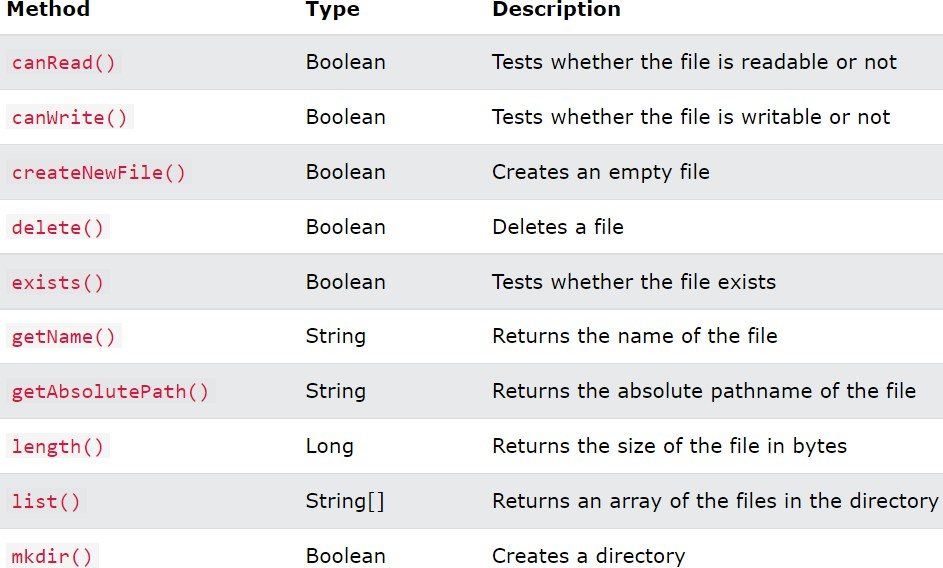 Method Type Description
canRead() Boolean Tests whether the file is readable or not
canWrite() Boolean Tests whether the file is writable or not
createNewFile() Boolean Creates an empty file
delete() Boolean Deletes a file
exists() Boolean Tests whether the file exists
getName() String Returns the name of the file
getAbsolutePath() String Returns the absolute pathname of the file
length() Long Returns the size of the file in bytes
list() String[] Returns an array of the files in the directory
mkdir() Boolean Creates a directory